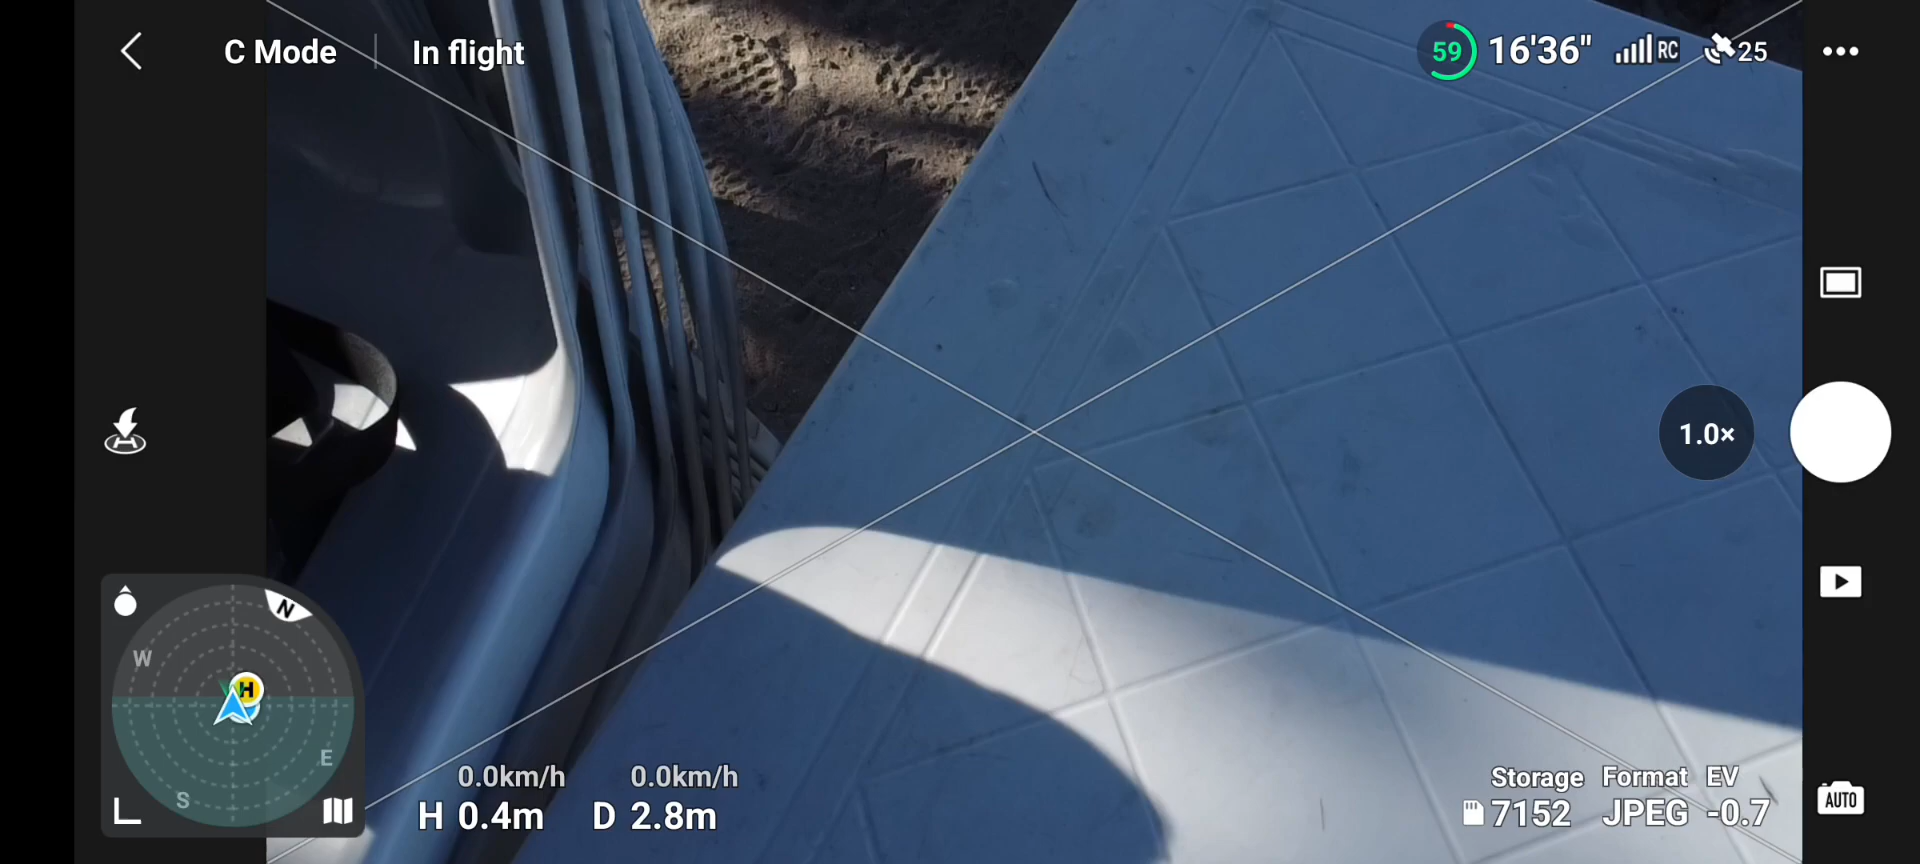 C Mode | In flight
59 16'36" RC 25
1.0×
N
W
H
E
S
0.0km/h 0.0km/h
H 0.4m D 2.8m
Storage Format EV
7152 JPEG -0.7
AUTO